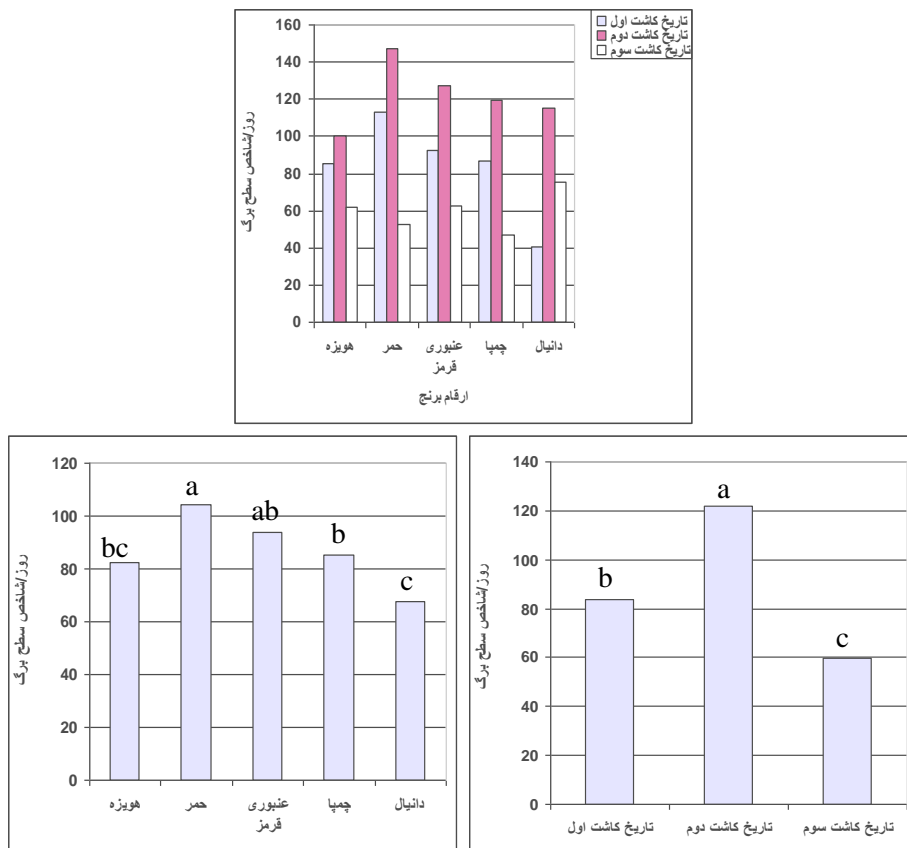 تاریخ کاشت اول
تاریخ کاشت دوم
تاریخ کاشت سوم
روز/شاخص سطح برگ
160
140
120
100
80
60
40
20
0
هویزه
حمر
عنبوری
قرمز
چمپا
دانیال
ارقام برنج
روز/شاخص سطح برگ
120
100
80
60
40
20
0
bc
a
ab
b
c
هویزه
حمر
عنبوری
قرمز
چمپا
دانیال
روز/شاخص سطح برگ
140
120
100
80
60
40
20
0
b
a
c
تاریخ کاشت اول
تاریخ کاشت دوم
تاریخ کاشت سوم